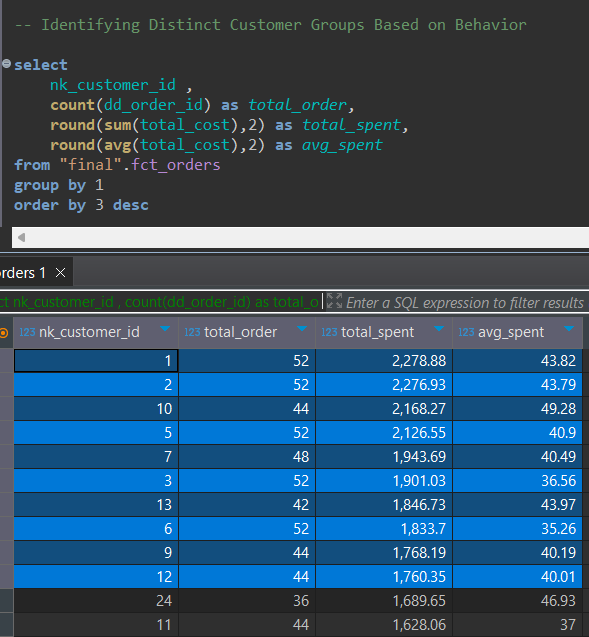 -- Identifying Distinct Customer Groups Based on Behavior
select
nk_customer_id ,
count(dd_order_id) as total_order,
round(sum(total_cost),2) as total_spent,
round(avg(total_cost),2) as avg_spent
from "final".fct_orders
group by 1
order by 3 desc
orders 1
ct nk_customer_id , count(dd_order_id) as total_o Enter a SQL expression to filter results
123 nk_customer_id 123 total_order 123 total_spent 123 avg_spent
1 52 2,278.88 43.82
2 52 2,276.93 43.79
10 44 2,168.27 49.28
5 52 2,126.55 40.9
7 48 1,943.69 40.49
3 52 1,901.03 36.56
13 42 1,846.73 43.97
6 52 1,833.7 35.26
9 44 1,768.19 40.19
12 44 1,760.35 40.01
24 36 1,689.65 46.93
11 44 1,628.06 37